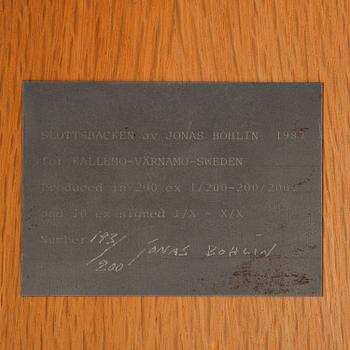 SLOTTSBACKEN av JONAS BOHLIN 1987
för KÄLLEMO-VÄRNAMO-SWEDEN
Produced in 200 ex 1/200-200/200
and 10 ex signed I/X - X/X
Number 193/200 JONAS BOHLIN